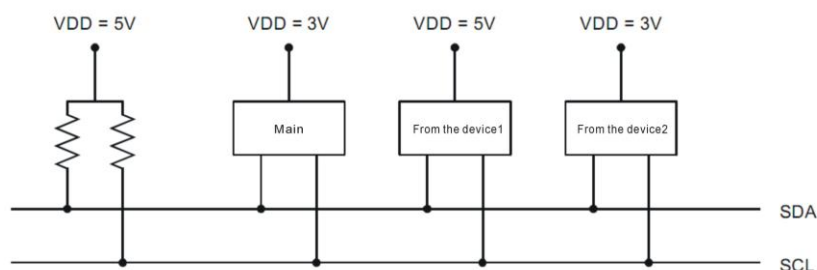 VDD = 5V VDD = 3V VDD = 5V VDD = 3V
Main From the device1 From the device2
SDA
SCL